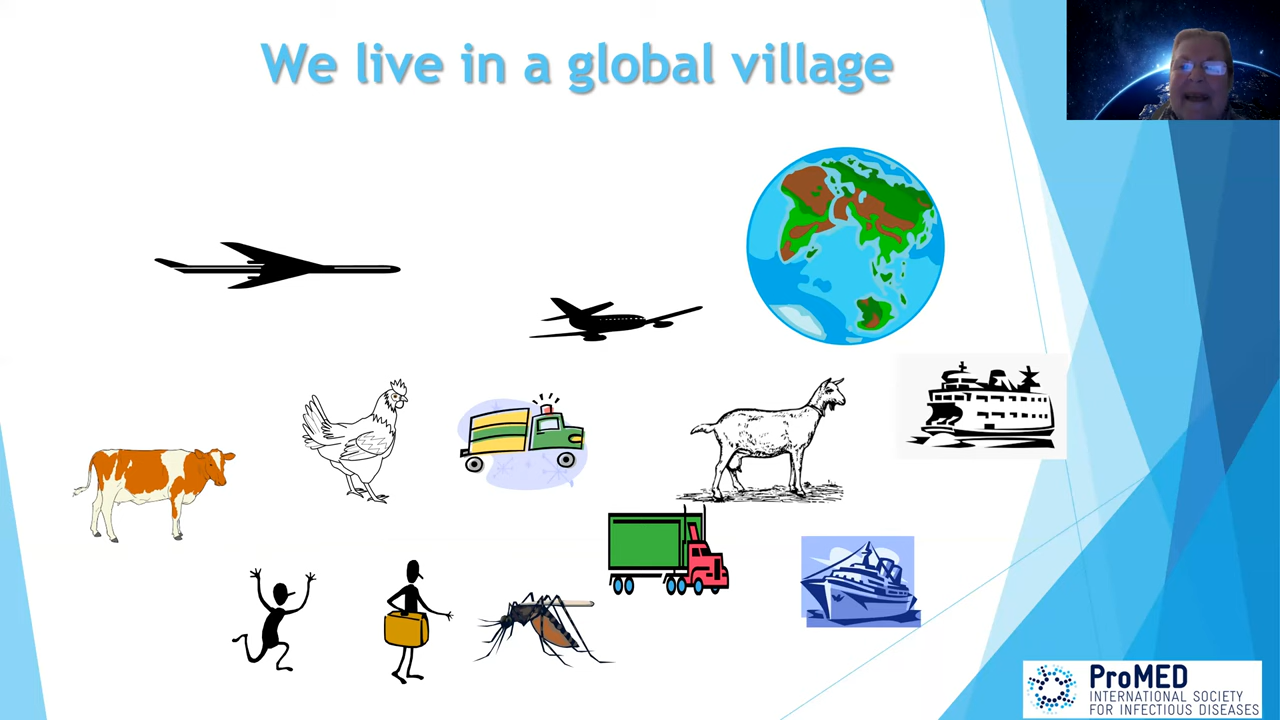 We live in a global village
ProMED
INTERNATIONAL SOCIETY
FOR INFECTIOUS DISEASES